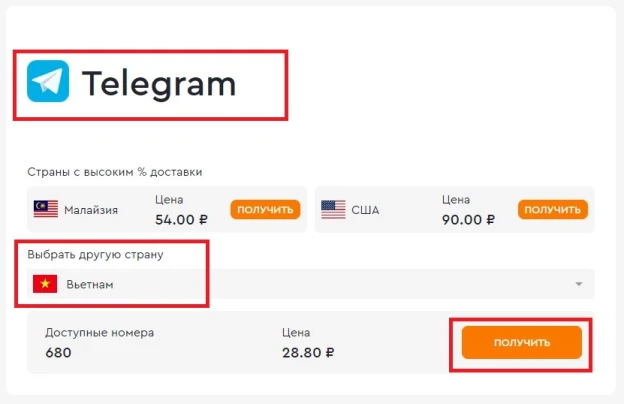 Telegram
Страны с высоким % доставки
Малайзия
Цена
54.00 ₽
ПОЛУЧИТЬ
США
Цена
90.00 ₽
ПОЛУЧИТЬ
Выбрать другую страну
Вьетнам
Доступные номера
680
Цена
28.80 ₽
ПОЛУЧИТЬ